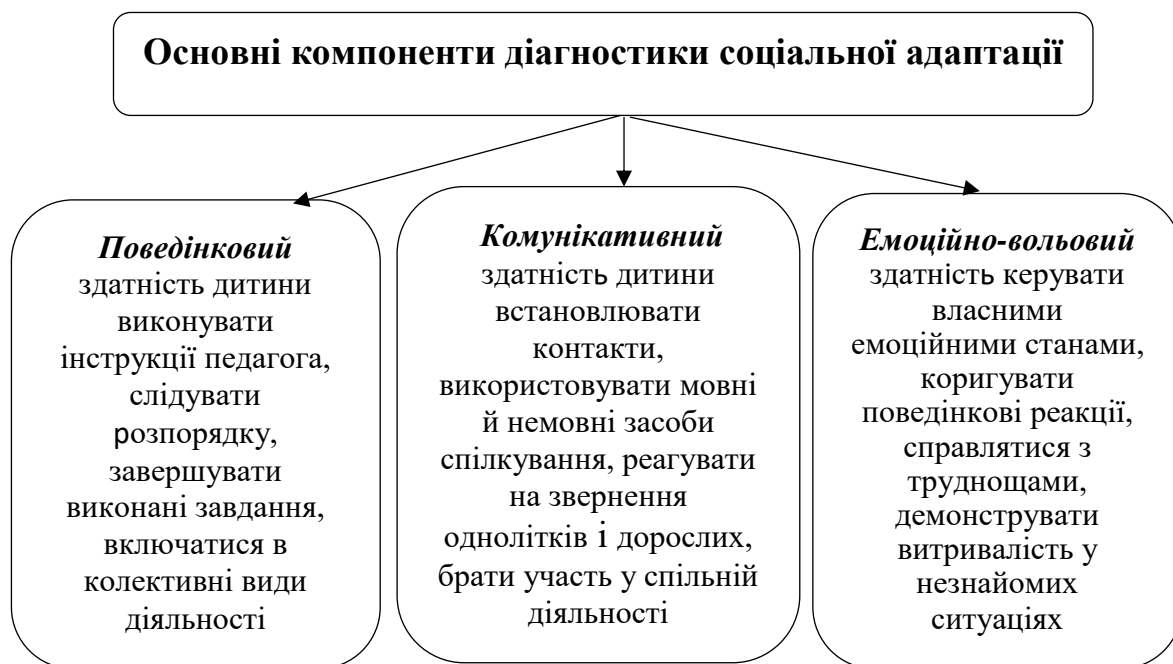 Основні компоненти діагностики соціальної адаптації
Поведінковий
здатність дитини
виконувати
інструкції педагога,
слідувати
розпорядку,
завершувати
виконані завдання,
включатися в
колективні види
діяльності
Комунікативний
здатність дитини
встановлювати
контакти,
використовувати мовні
й немовні засоби
спілкування, реагувати
на звернення
однолітків і дорослих,
брати участь у спільній
діяльності
Емоційно-вольовий
здатність керувати
власними
емоційними станами,
коригувати
поведінкові реакції,
справлятися з
труднощами,
демонструвати
витривалість у
незнайомих
ситуаціях